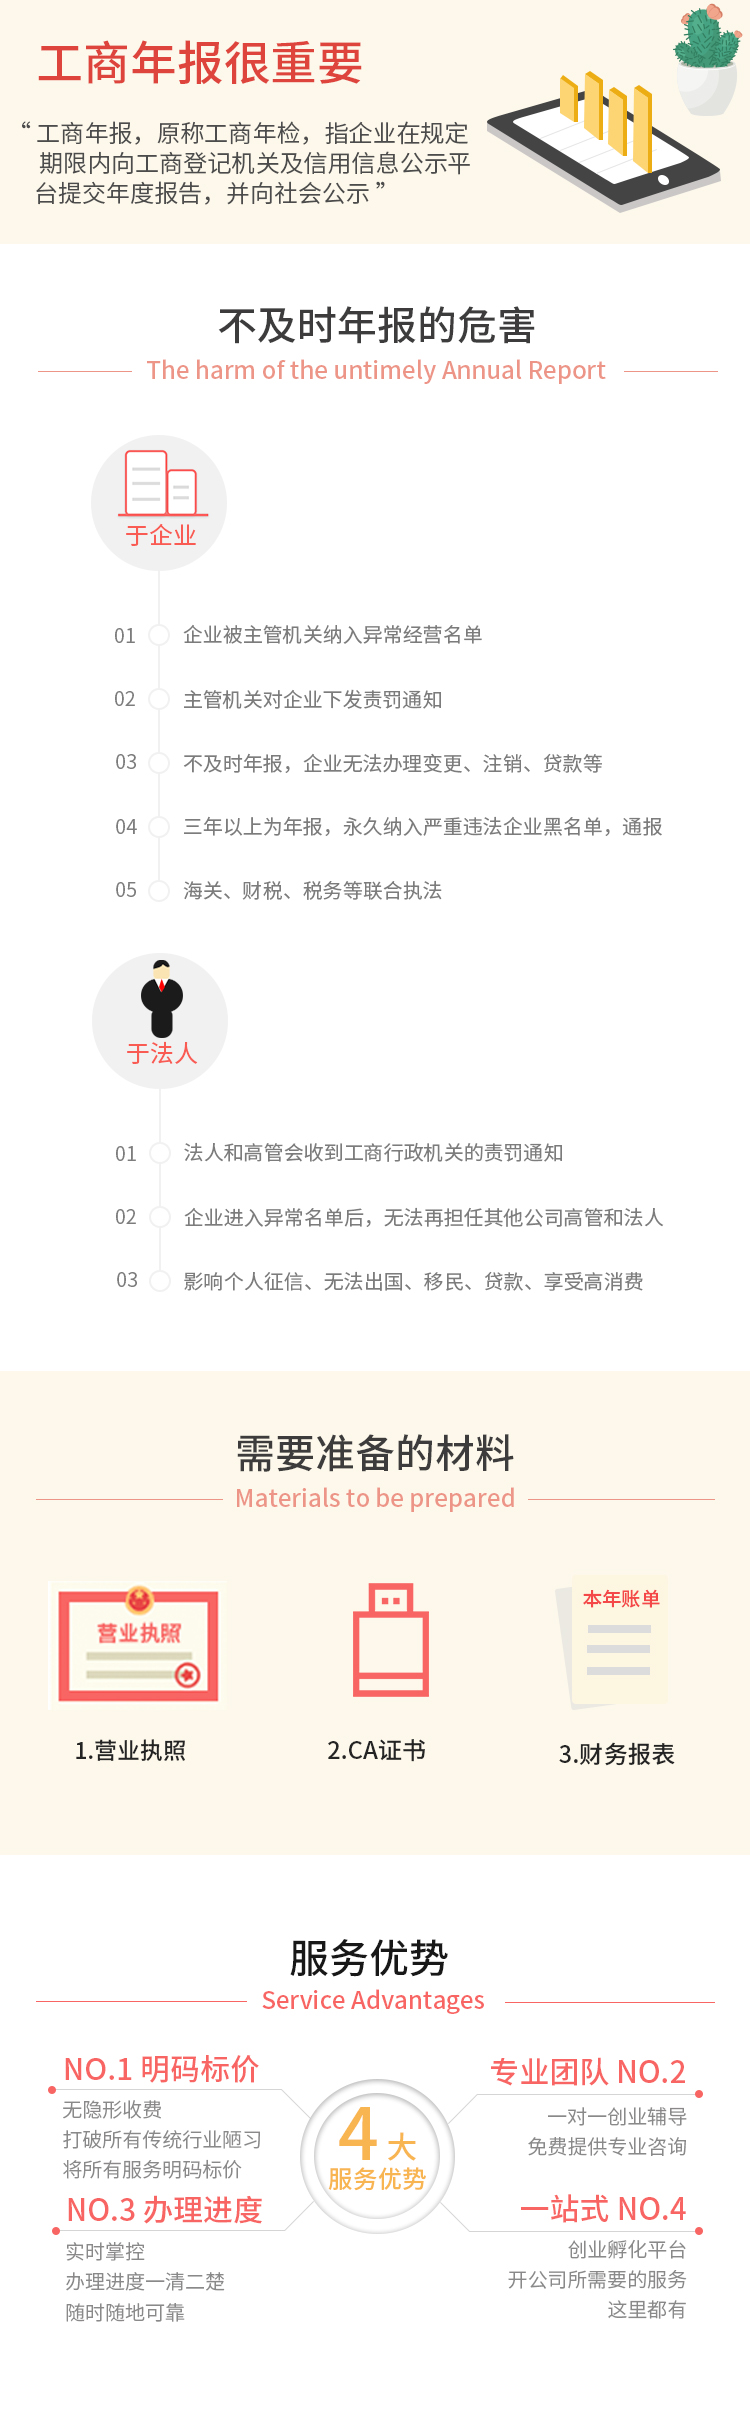 工商年报很重要
“ 工商年报，原称工商年检，指企业在规定
期限内向工商登记机关及信用信息公示平
台提交年度报告，并向社会公示 ”
不及时年报的危害
The harm of the untimely Annual Report
于企业
01 企业被主管机关纳入异常经营名单
02 主管机关对企业下发责罚通知
03 不及时年报，企业无法办理变更、注销、贷款等
04 三年以上为年报，永久纳入严重违法企业黑名单，通报
05 海关、财税、税务等联合执法
于法人
01 法人和高管会收到工商行政机关的责罚通知
02 企业进入异常名单后，无法再担任其他公司高管和法人
03 影响个人征信、无法出国、移民、贷款、享受高消费
需要准备的材料
Materials to be prepared
营业执照
本年账单
1.营业执照
2.CA证书
3.财务报表
服务优势
Service Advantages
NO.1 明码标价
无隐形收费
打破所有传统行业陋习
将所有服务明码标价
专业团队 NO.2
一对一创业辅导
免费提供专业咨询
4大
服务优势
NO.3 办理进度
实时掌控
办理进度一清二楚
随时随地可靠
一站式 NO.4
创业孵化平台
开公司所需要的服务
这里都有